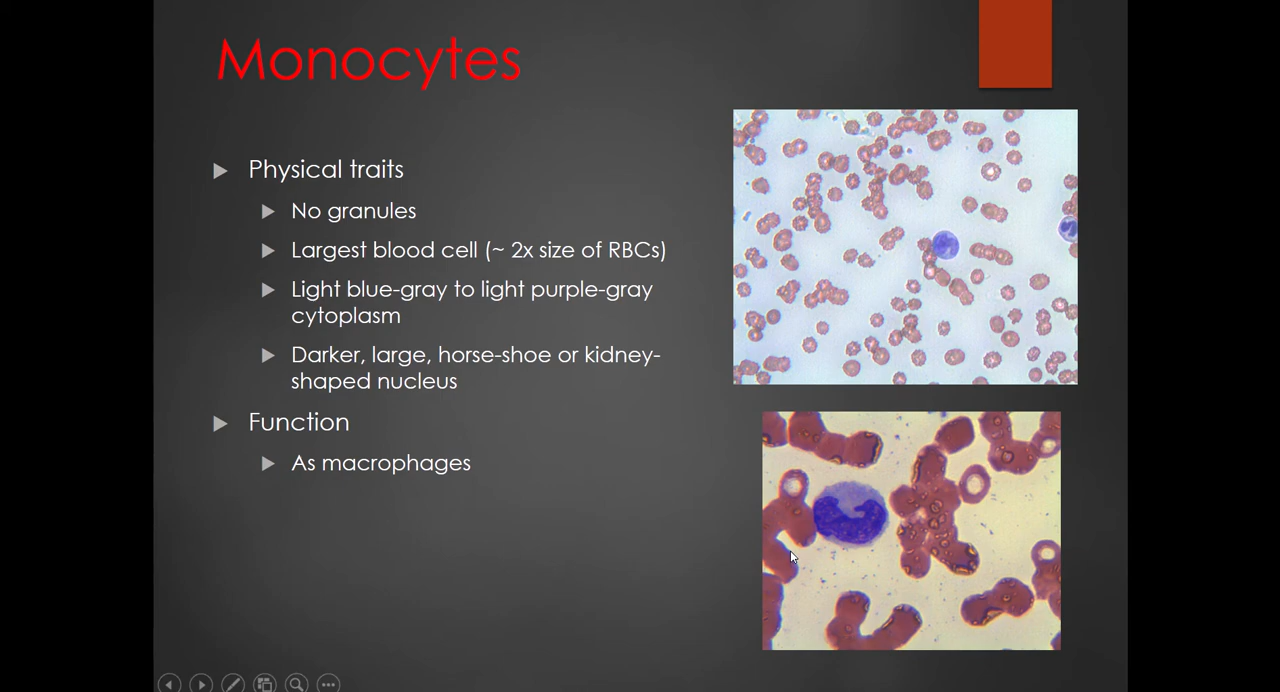 Monocytes
Physical traits
No granules
Largest blood cell (~ 2x size of RBCs)
Light blue-gray to light purple-gray
cytoplasm
Darker, large, horse-shoe or kidney-
shaped nucleus
Function
As macrophages